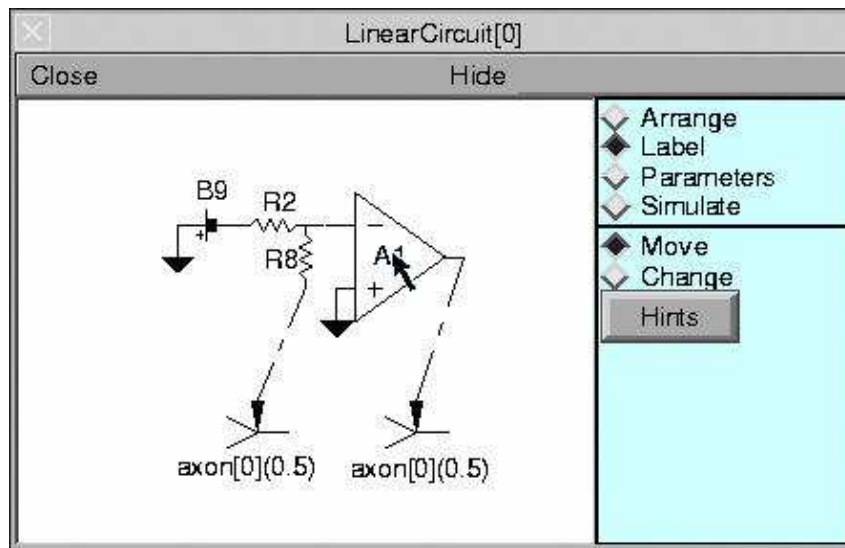 LinearCircuit[0]
Close Hide
Arrange
Label
Parameters
Simulate
Move
Change
Hints
B9
R2
R8
A1
−
+
+
axon[0](0.5) axon[0](0.5)